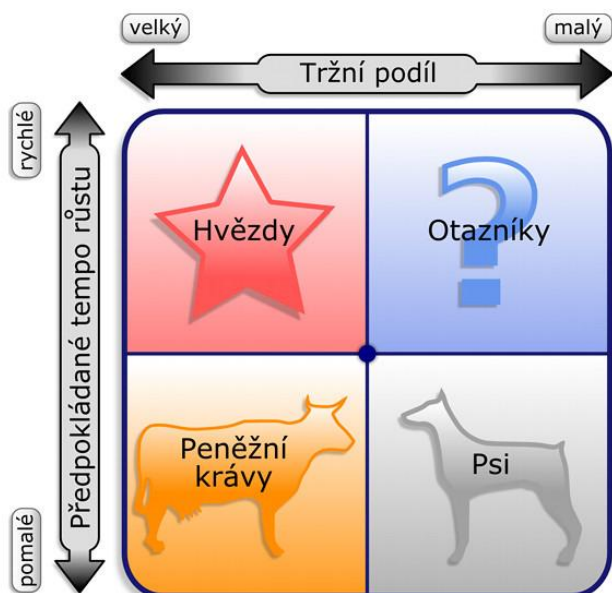 velký
malý
Tržní podíl
rychlé
Předpokládané tempo růstu
pomalé
Hvězdy
Otazníky
Peněžní
krávy
Psi